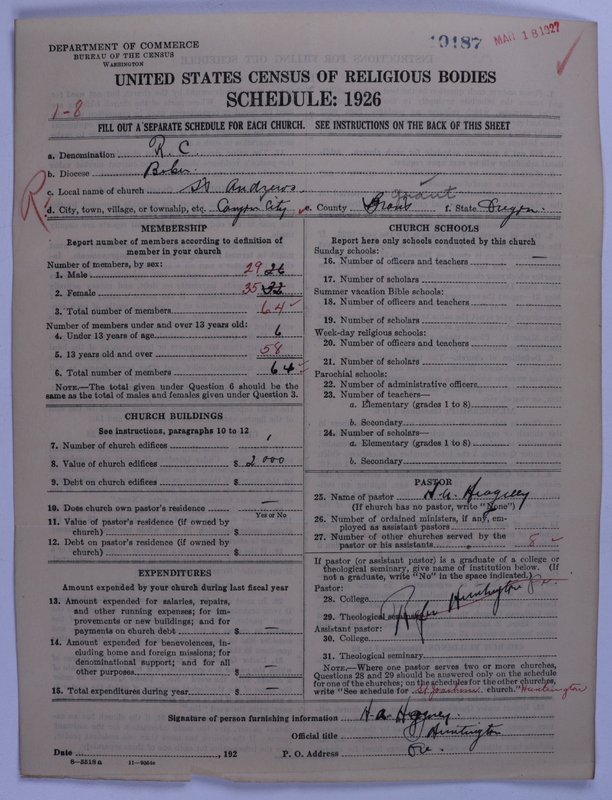 DEPARTMENT OF COMMERCE
BUREAU OF THE CENSUS
WASHINGTON
10187
MAR 18 1927
UNITED STATES CENSUS OF RELIGIOUS BODIES
SCHEDULE: 1926
1-8
FILL OUT A SEPARATE SCHEDULE FOR EACH CHURCH. SEE INSTRUCTIONS ON THE BACK OF THIS SHEET
a. Denomination R. C.
b. Diocese Baker
c. Local name of church St Andrews
R
d. City, town, village, or township, etc. Canyon City e. County Grant f. State Oregon.
MEMBERSHIP
Report number of members according to definition of
member in your church
Number of members, by sex:
1. Male 29 26
2. Female 35 32
3. Total number of members 64
Number of members under and over 13 years old:
4. Under 13 years of age 6
5. 13 years old and over 58
6. Total number of members 64
NOTE.—The total given under Question 6 should be the
same as the total of males and females given under Question 3.
CHURCH BUILDINGS
See instructions, paragraphs 10 to 12
7. Number of church edifices 1
8. Value of church edifices $ 2000
9. Debt on church edifices $
10. Does church own pastor's residence —
Yes or No
11. Value of pastor's residence (if owned by
church) $
12. Debt on pastor's residence (if owned by
church) $
EXPENDITURES
Amount expended by your church during last fiscal year
13. Amount expended for salaries, repairs,
and other running expenses; for im-
provements or new buildings; and for
payments on church debt $ —
14. Amount expended for benevolences, in-
cluding home and foreign missions; for
denominational support; and for all
other purposes $ —
15. Total expenditures during year $ —
CHURCH SCHOOLS
Report here only schools conducted by this church
Sunday schools:
16. Number of officers and teachers —
17. Number of scholars
Summer vacation Bible schools:
18. Number of officers and teachers
19. Number of scholars
Week-day religious schools:
20. Number of officers and teachers
21. Number of scholars
Parochial schools:
22. Number of administrative officers
23. Number of teachers—
a. Elementary (grades 1 to 8)
b. Secondary
24. Number of scholars—
a. Elementary (grades 1 to 8)
b. Secondary
PASTOR
25. Name of pastor
(If church has no pastor, write "None")
26. Number of ordained ministers, if any, em-
ployed as assistant pastors
27. Number of other churches served by the
pastor or his assistants 8
If pastor (or assistant pastor) is a graduate of a college or
theological seminary, give name of institution below. (If
not a graduate, write "No" in the space indicated.)
Pastor:
28. College
29. Theological seminary Huntington
Assistant pastor:
30. College
31. Theological seminary
NOTE.—Where one pastor serves two or more churches,
Questions 28 and 29 should be answered only on the schedule
for one of the churches; on the schedules for the other churches,
write "See schedule for church." Huntington
Signature of person furnishing information
Official title Huntington
Date , 192
P. O. Address Ore.
8-5518a